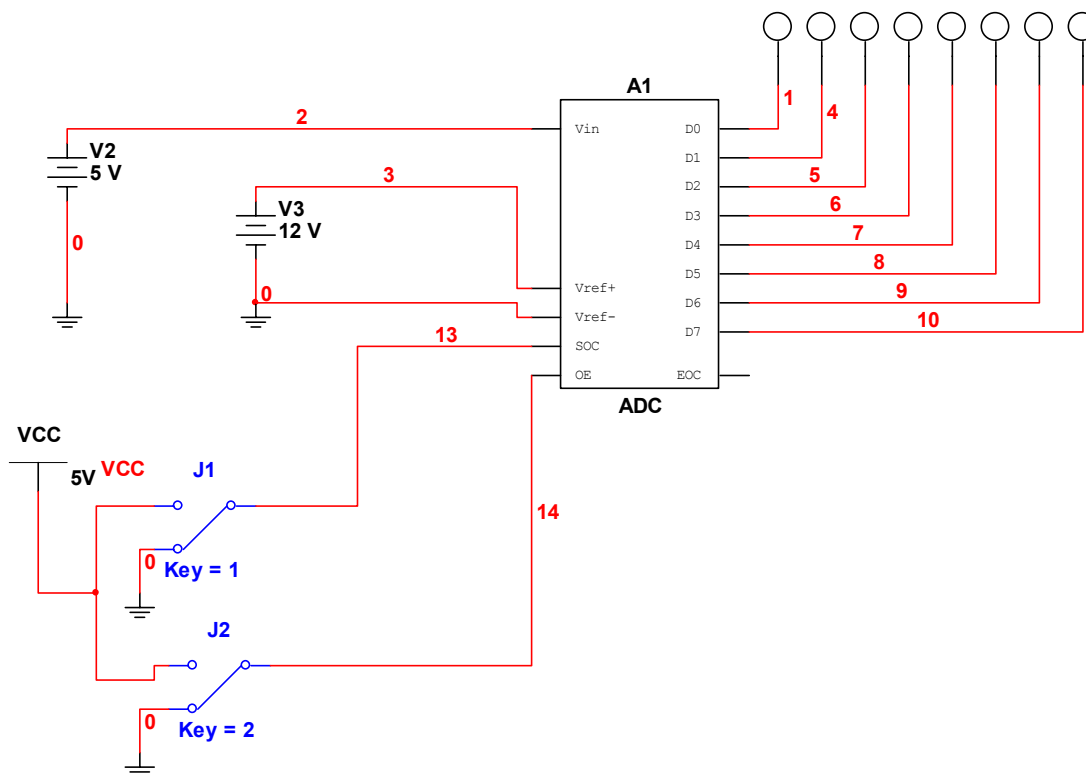 A1
1
4
2
Vin
D0
V2
5 V
D1
3
5
D2
V3
12 V
6
D3
0
7
D4
8
D5
0
Vref+
9
D6
Vref-
10
D7
13
SOC
OE
EOC
ADC
VCC
5V
VCC
J1
14
0
Key = 1
J2
0
Key = 2